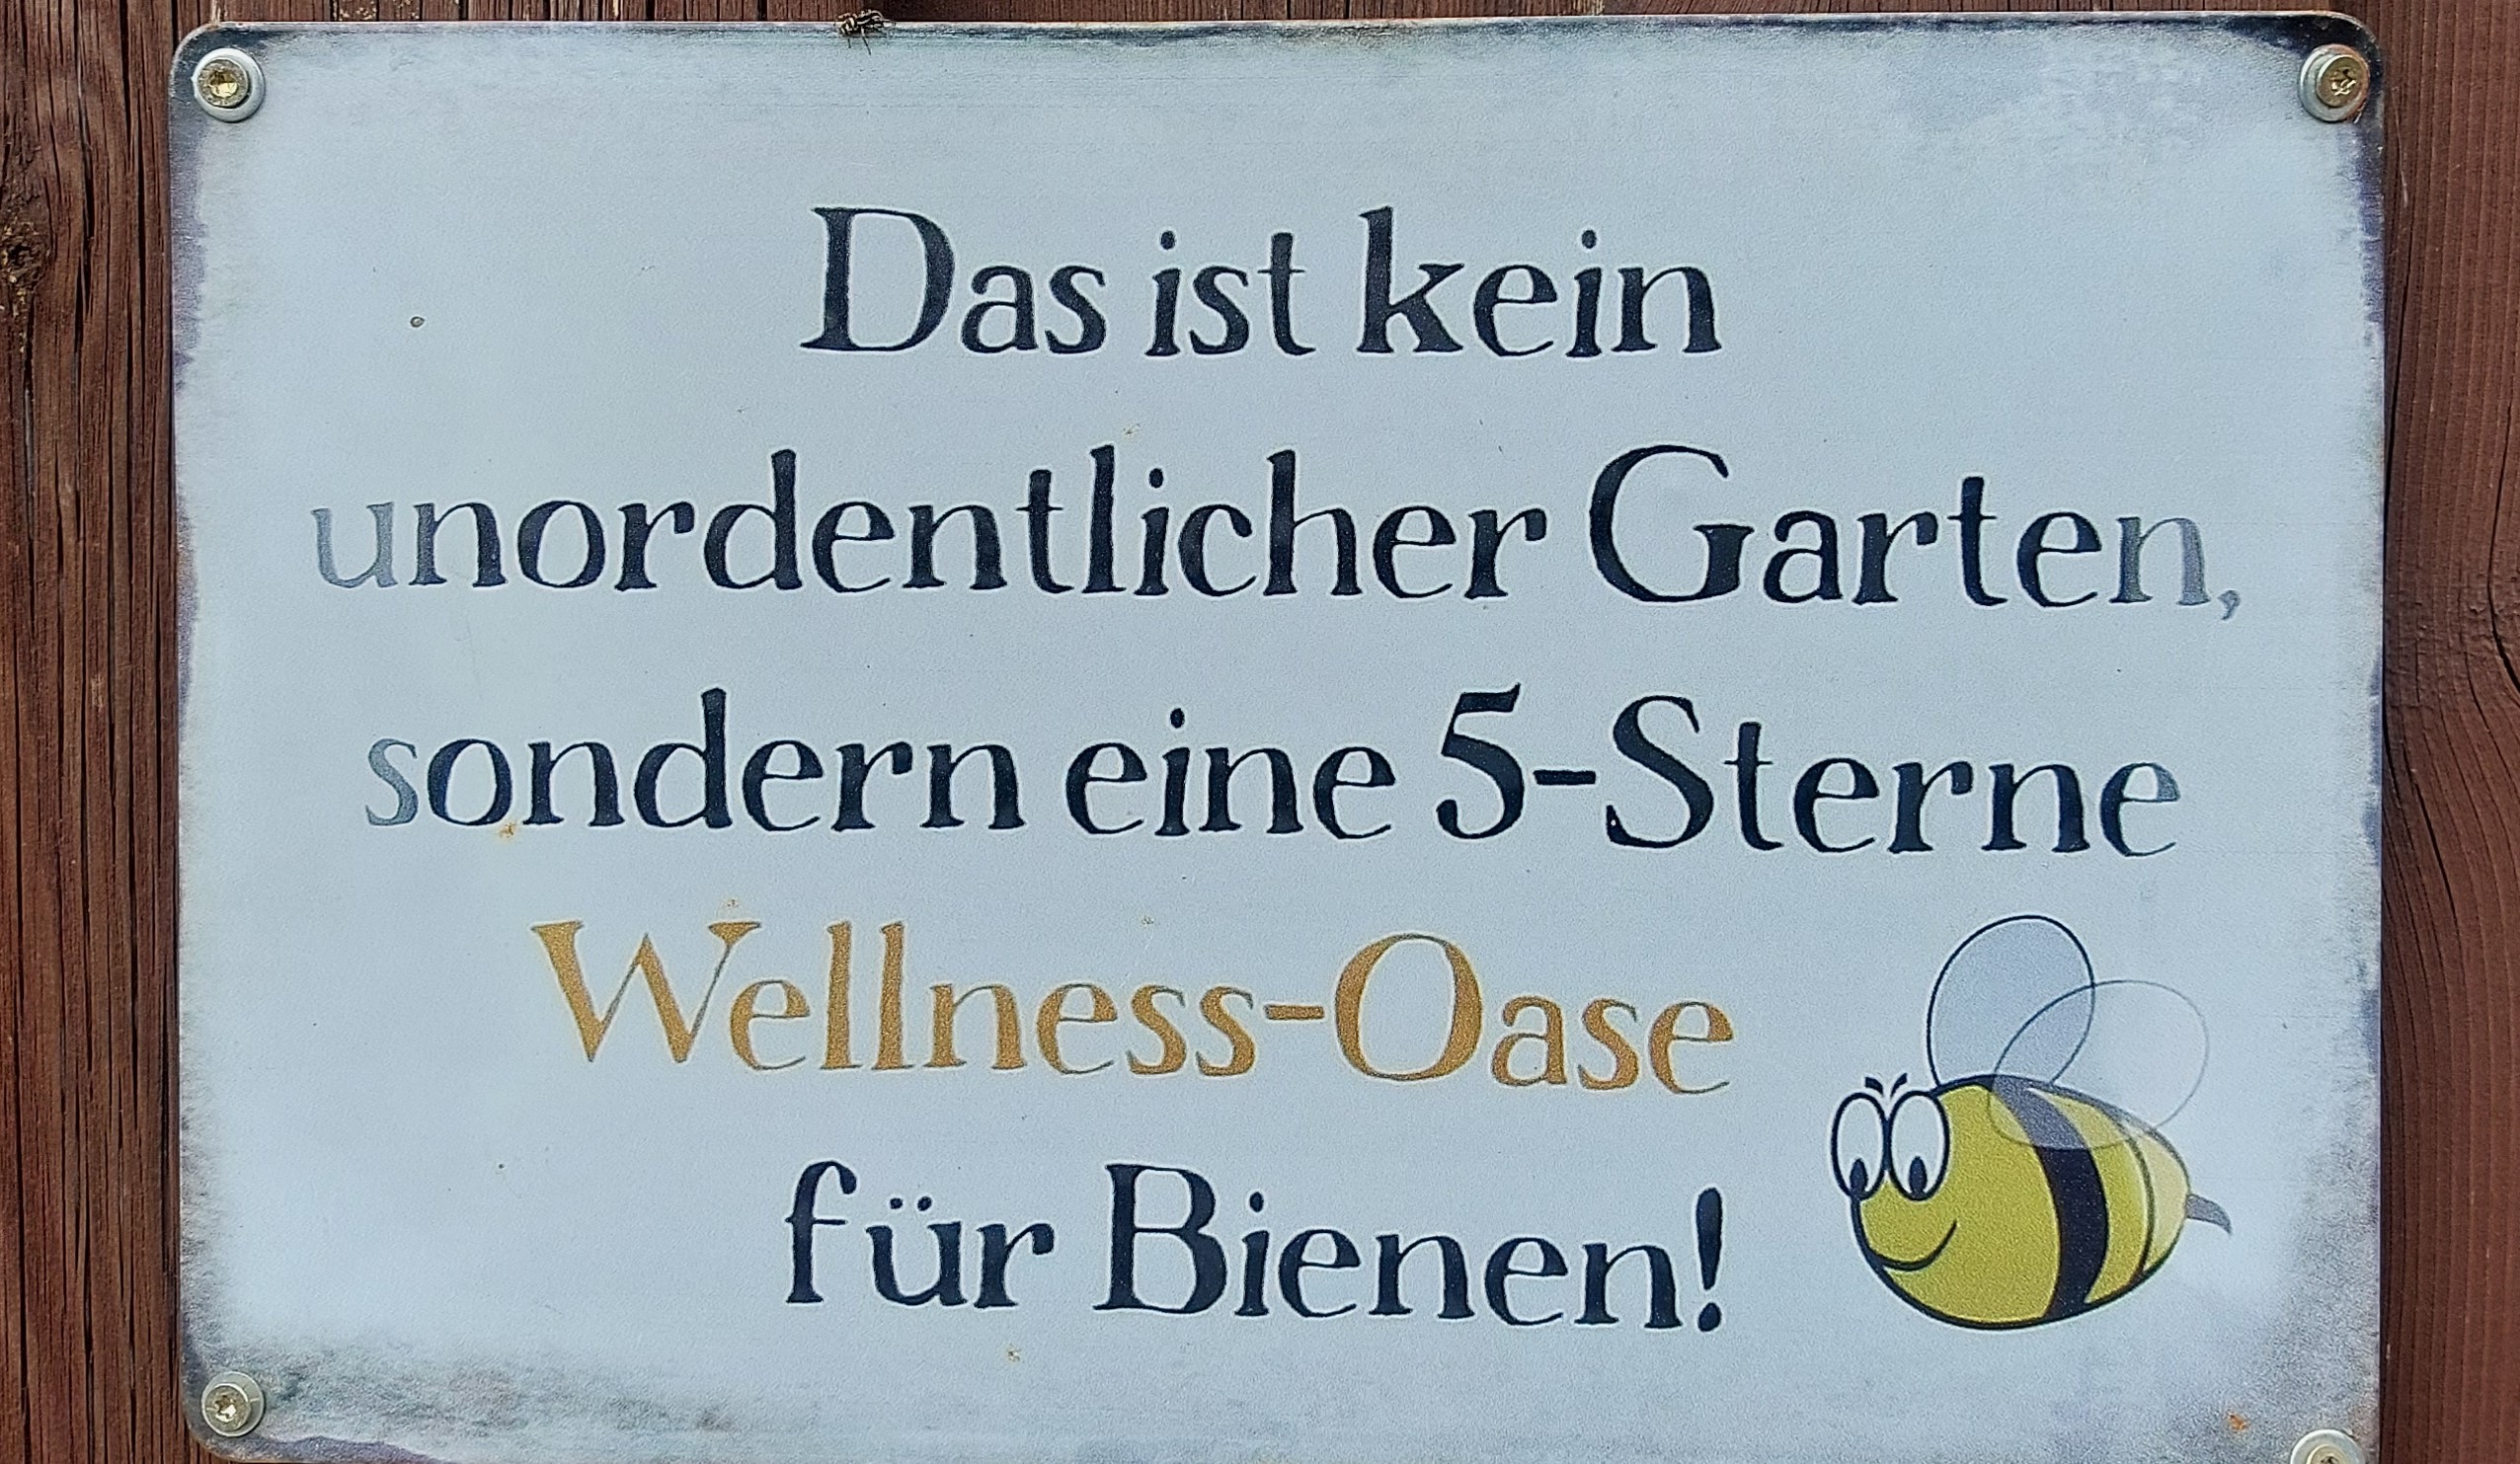 Das ist kein
unordentlicher Garten,
sondern eine 5-Sterne
Wellness-Oase
für Bienen!